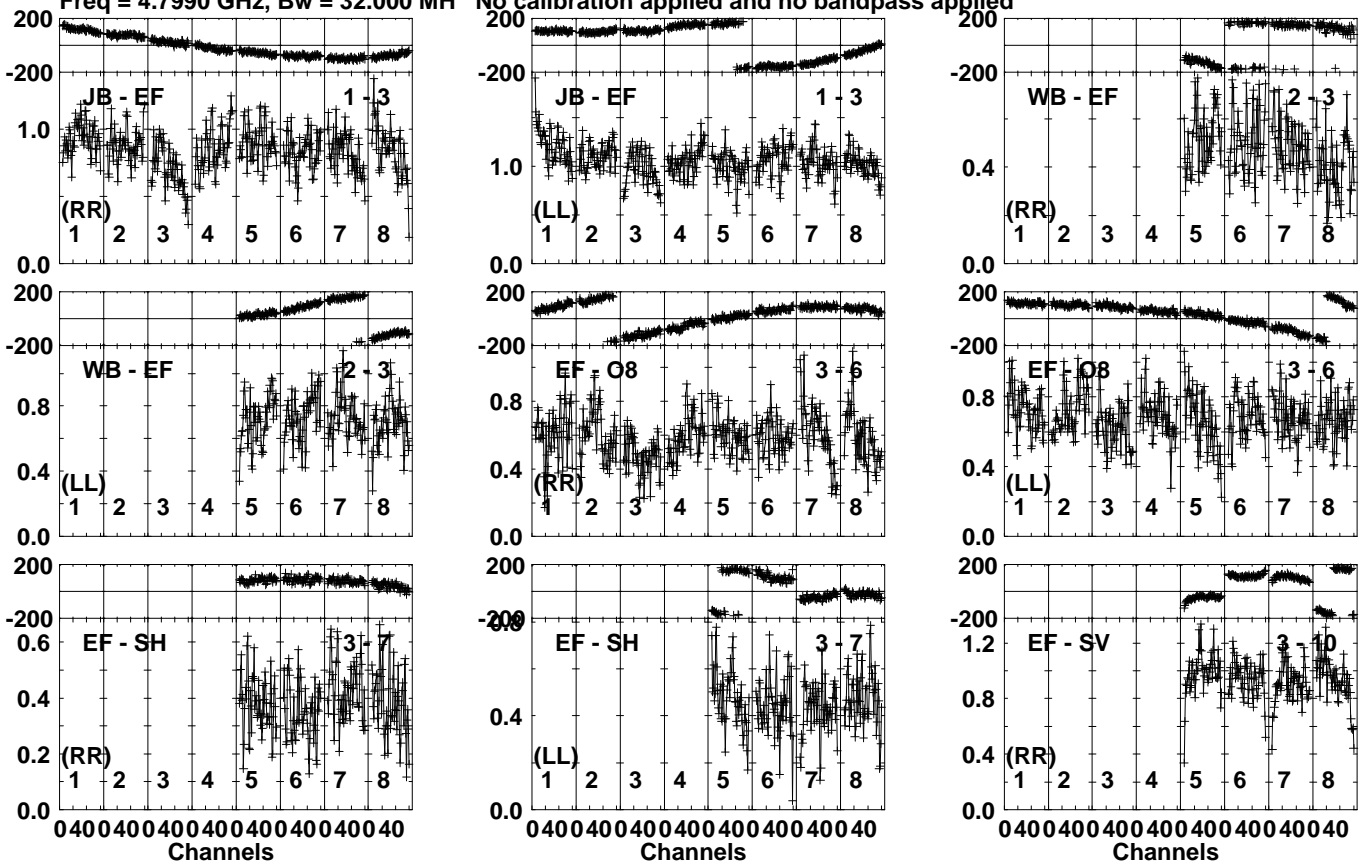 Freq = 4.7990 GHz, Bw = 32.000 MH No calibration applied and no bandpass applied
200
-200
JB - EF 1 - 3
1.0
(RR)
1 2 3 4 5 6 7 8
0.0
200
-200
JB - EF 1 - 3
1.0
(LL)
1 2 3 4 5 6 7 8
0.0
200
-200
WB - EF 2 - 3
0.4
(RR)
1 2 3 4 5 6 7 8
0.0
200
-200
WB - EF 2 - 3
0.8
0.4
(LL)
1 2 3 4 5 6 7 8
0.0
200
-200
EF - O8 3 - 6
0.8
0.4
(RR)
1 2 3 4 5 6 7 8
0.0
200
-200
EF - O8 3 - 6
0.8
0.4
(LL)
1 2 3 4 5 6 7 8
0.0
200
-200
EF - SH 3 - 7
0.6
0.4
0.2
(RR)
1 2 3 4 5 6 7 8
0.0
0 40 0 40 0 40 0 40 0 40 0 40 0 40 0 40
Channels
200
-200
0.8
EF - SH 3 - 7
0.4
(LL)
1 2 3 4 5 6 7 8
0.0
0 40 0 40 0 40 0 40 0 40 0 40 0 40 0 40
Channels
200
-200
EF - SV 3 - 10
1.2
0.8
0.4
(RR)
1 2 3 4 5 6 7 8
0.0
0 40 0 40 0 40 0 40 0 40 0 40 0 40 0 40
Channels